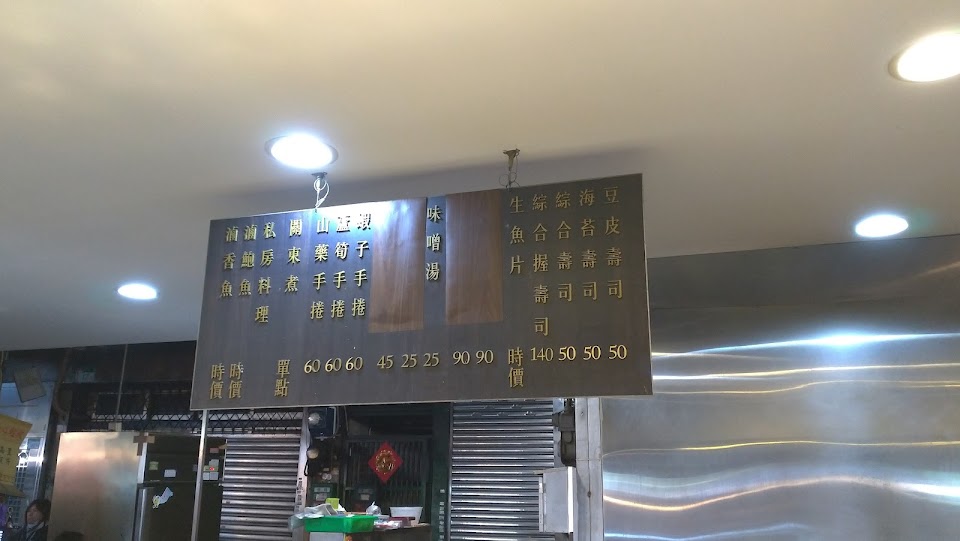 豆皮壽司 50
海苔壽司 50
綜合壽司 50
綜合握壽司 140
生魚片 時價
90
90
味噌湯 25
25
45
蝦子手捲 60
蘆筍手捲 60
山藥手捲 60
關東煮 單點
私房料理
滷鮑魚 時價
滷香魚 時價